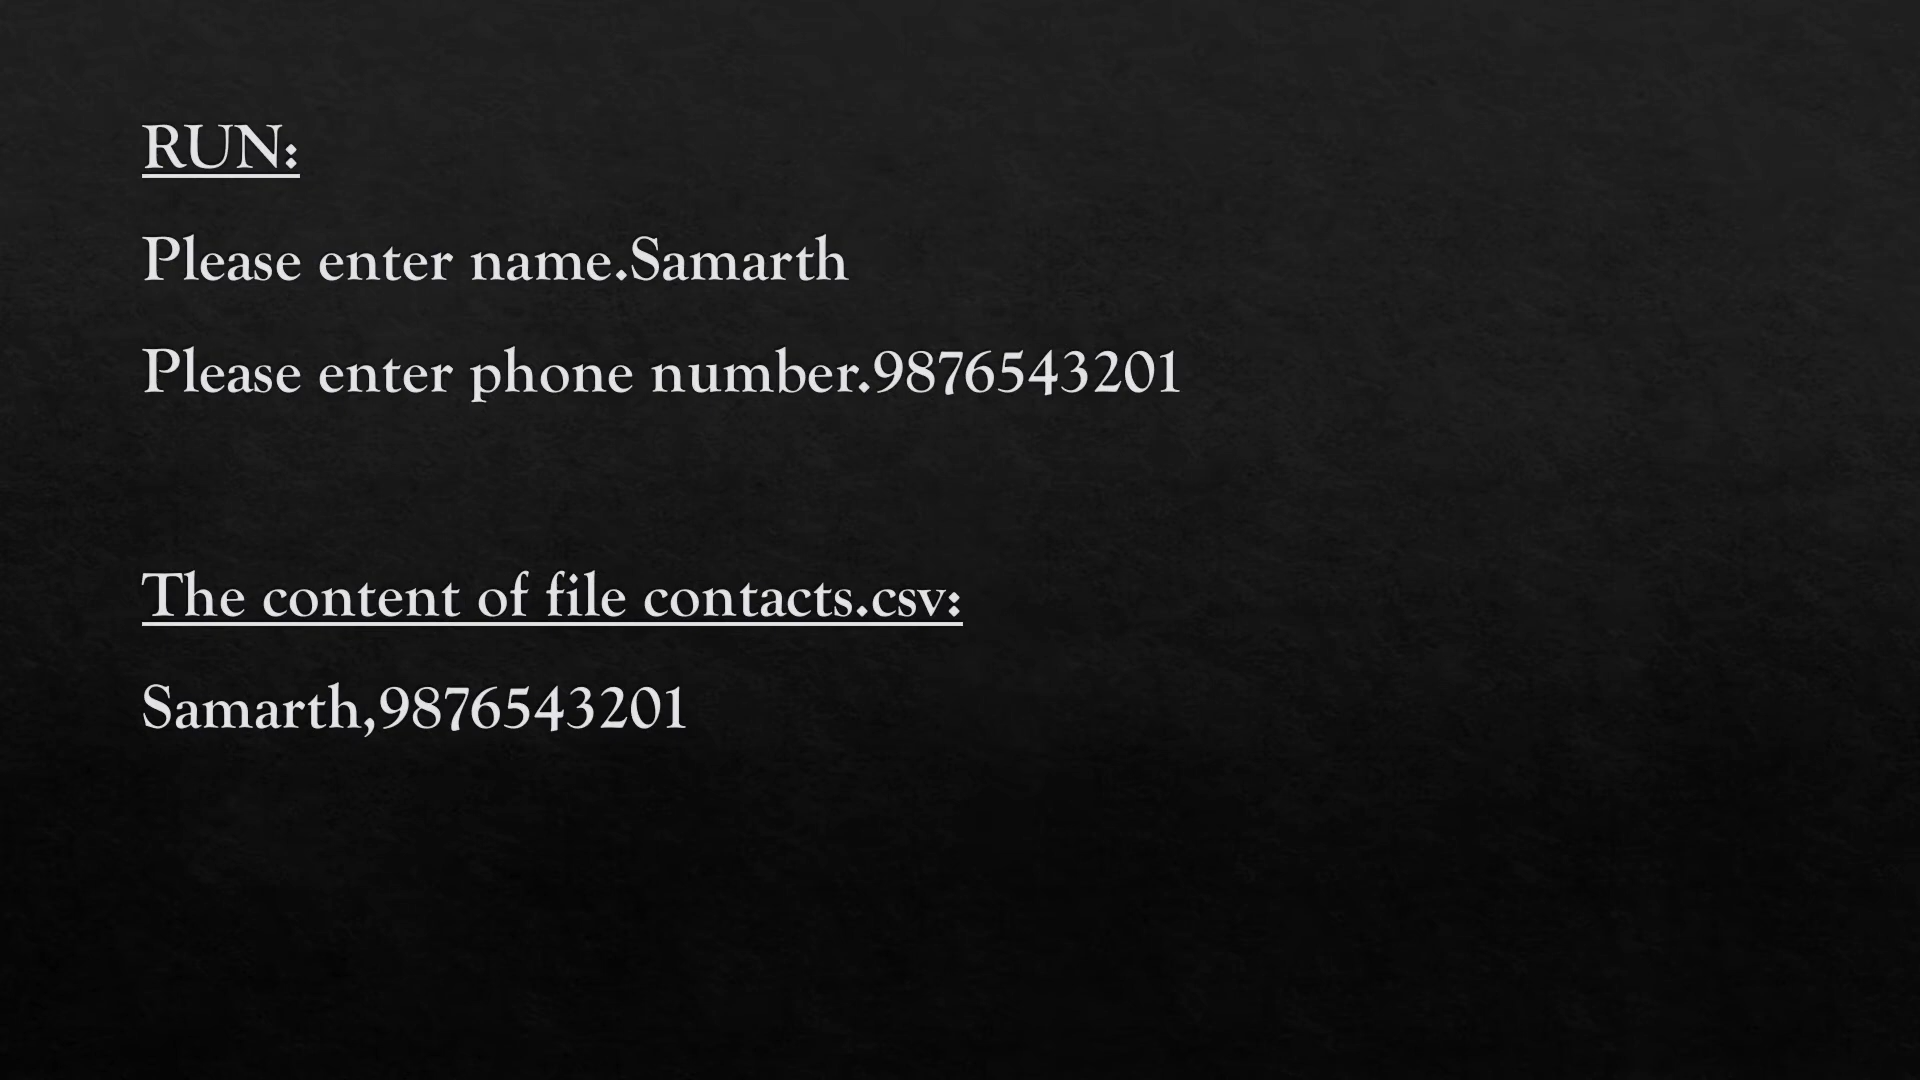 RUN:
Please enter name.Samarth
Please enter phone number.9876543201
The content of file contacts.csv:
Samarth,9876543201